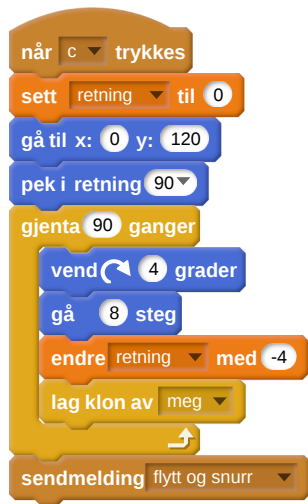 når c trykkes
sett retning til 0
gå til x: 0 y: 120
pek i retning 90
gjenta 90 ganger
vend 4 grader
gå 8 steg
endre retning med -4
lag klon av meg
sendmelding flytt og snurr